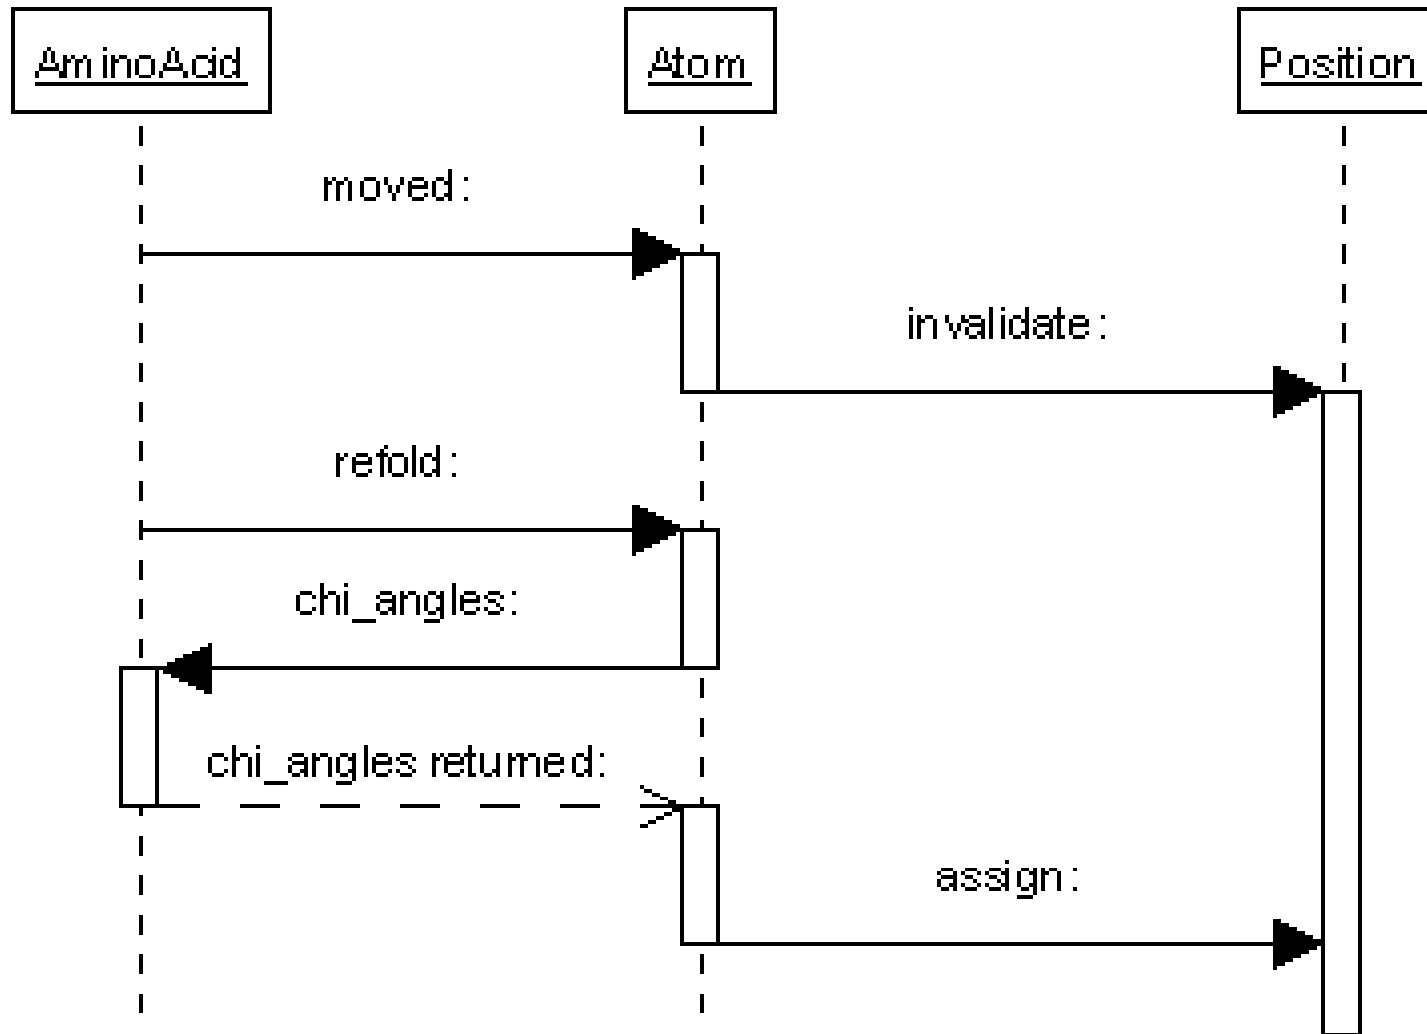 AminoAcid
Atom
Position
moved:
invalidate:
refold:
chi_angles:
chi_angles returned:
assign: